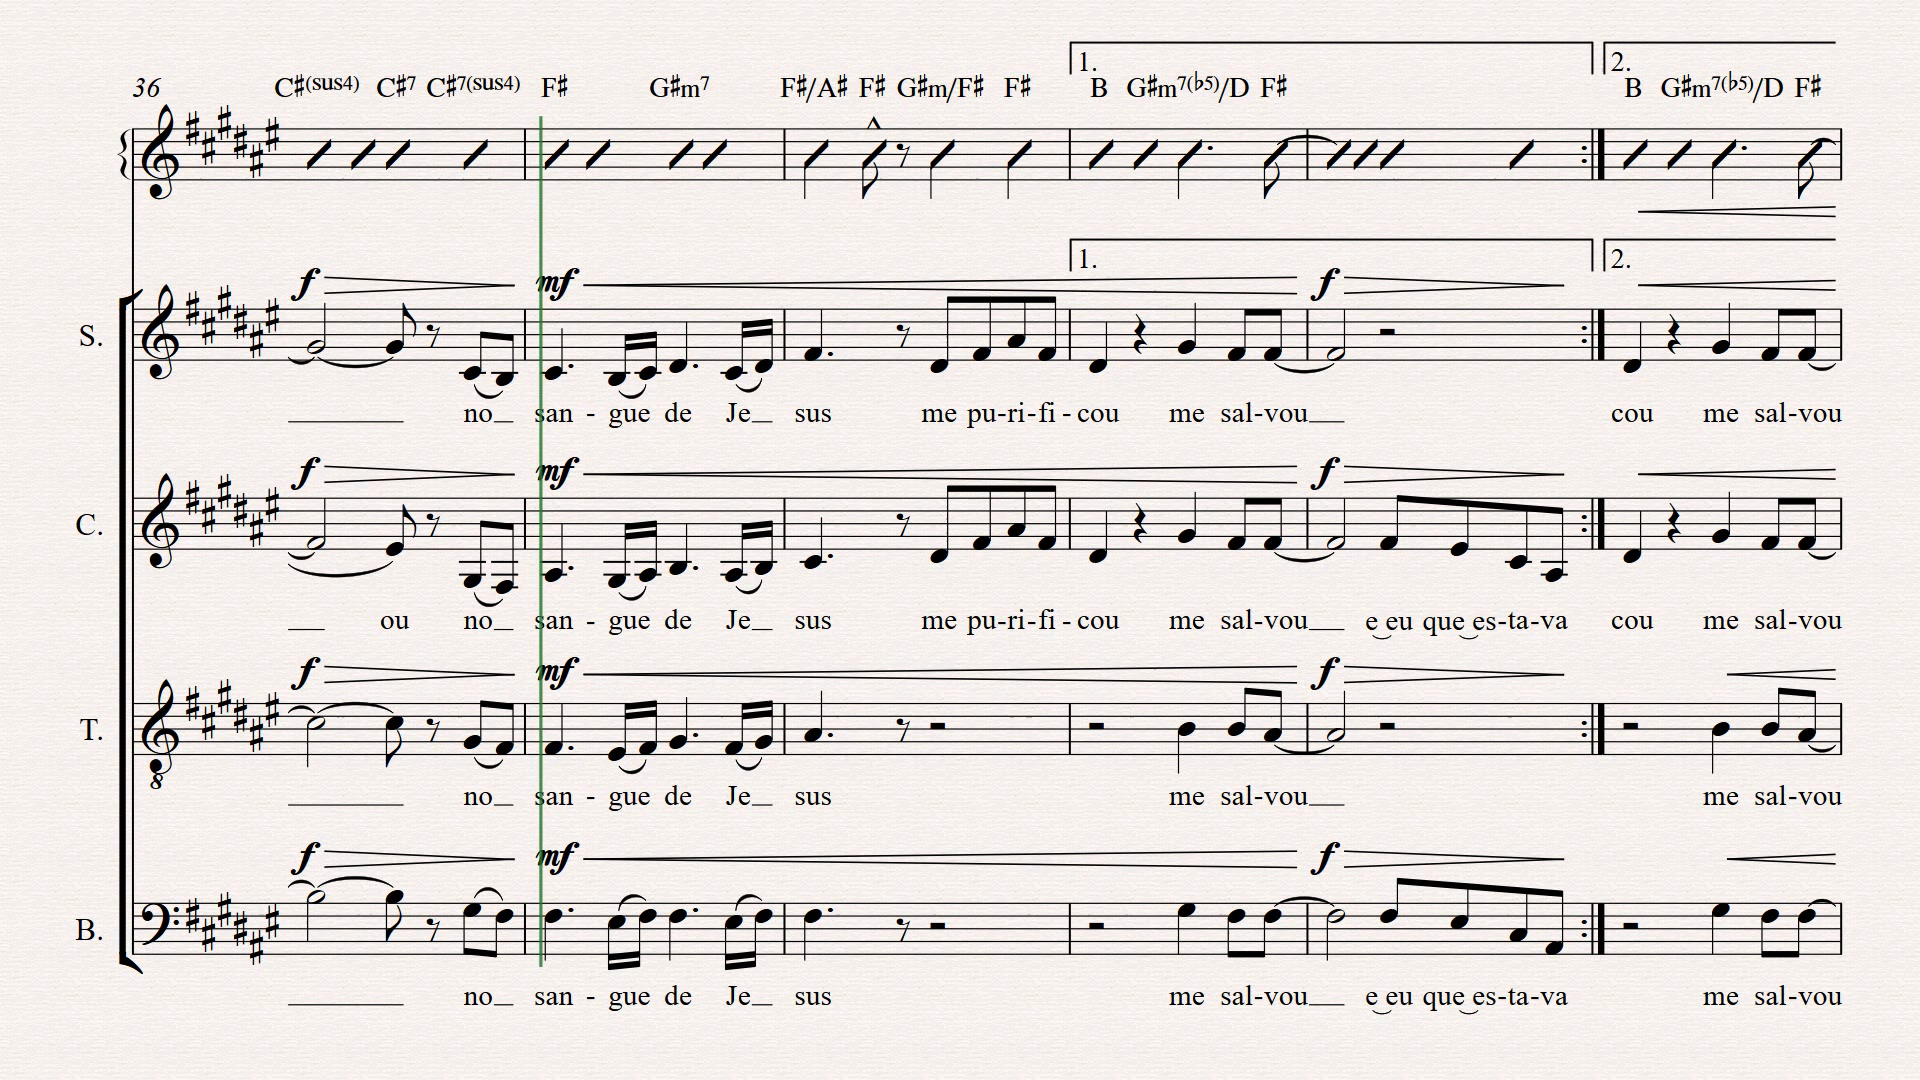 1. 2.
36 C♯(sus4) C♯7 C♯7(sus4) F♯ G♯m7 F♯/A♯ F♯ G♯m/F♯ F♯ B G♯m7(♭5)/D F♯ B G♯m7(♭5)/D F♯
1. 2.
f mf f
S.
no_ san - gue de Je_ sus me pu-ri-fi-cou me sal-vou__ cou me sal-vou
f mf f
C.
__ ou no_ san - gue de Je_ sus me pu-ri-fi-cou me sal-vou__ e‿eu que‿es-ta-va cou me sal-vou
f mf f
T.
8
no_ san - gue de Je_ sus me sal-vou__ me sal-vou
f mf f
B.
no_ san - gue de Je_ sus me sal-vou__ e‿eu que‿es-ta-va me sal-vou